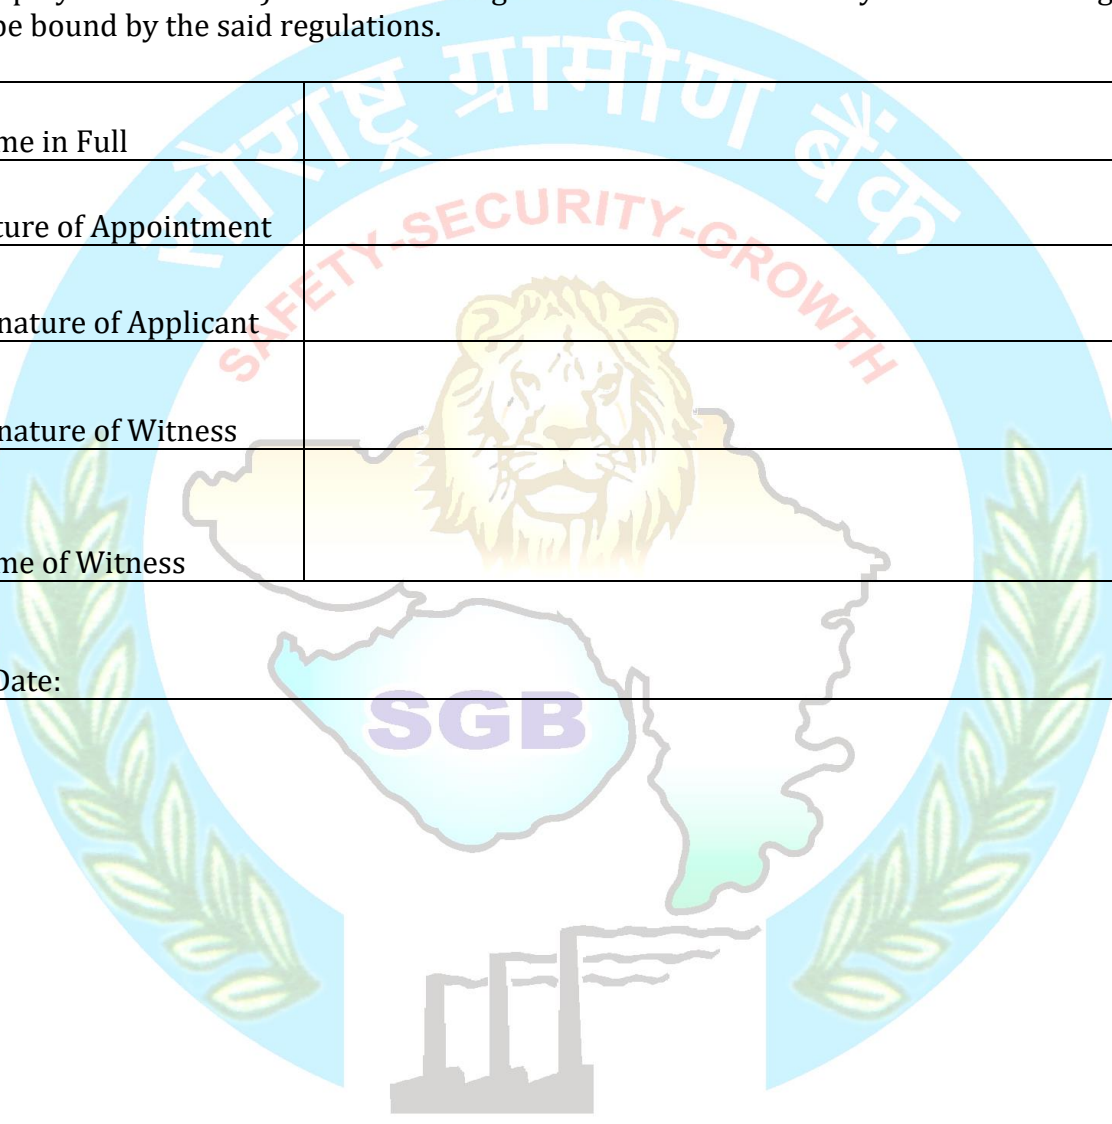 be bound by the said regulations.
सौराष्ट्र ग्रामीण बैंक
SAFETY-SECURITY-GROWTH
me in Full
ture of Appointment
nature of Applicant
nature of Witness
me of Witness
Date:
SGB